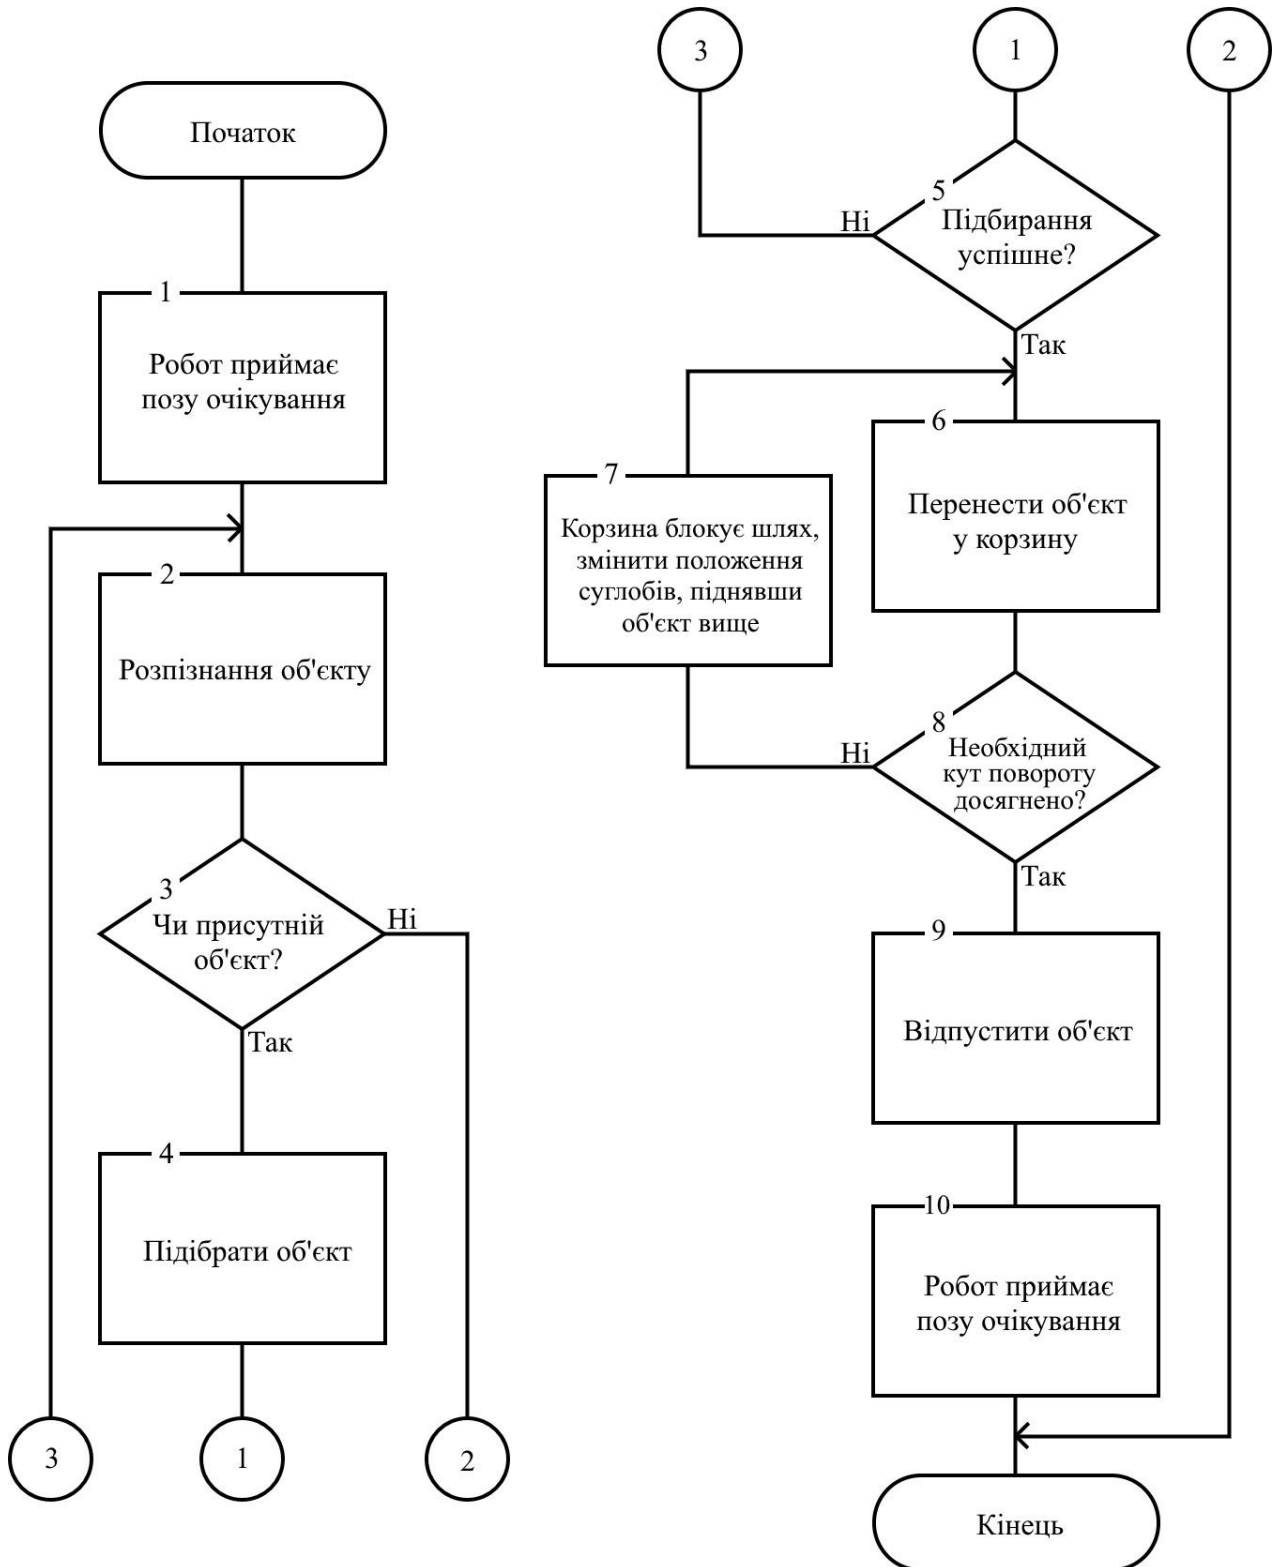 Початок
1
Робот приймає
позу очікування
2
Розпізнання об'єкту
3
Чи присутній
об'єкт?
Ні
Так
4
Підібрати об'єкт
3
1
2
3
1
2
5
Підбирання
успішне?
Ні
Так
6
Перенести об'єкт
у корзину
7
Корзина блокує шлях,
змінити положення
суглобів, піднявши
об'єкт вище
8
Необхідний
кут повороту
досягнено?
Ні
Так
9
Відпустити об'єкт
10
Робот приймає
позу очікування
Кінець